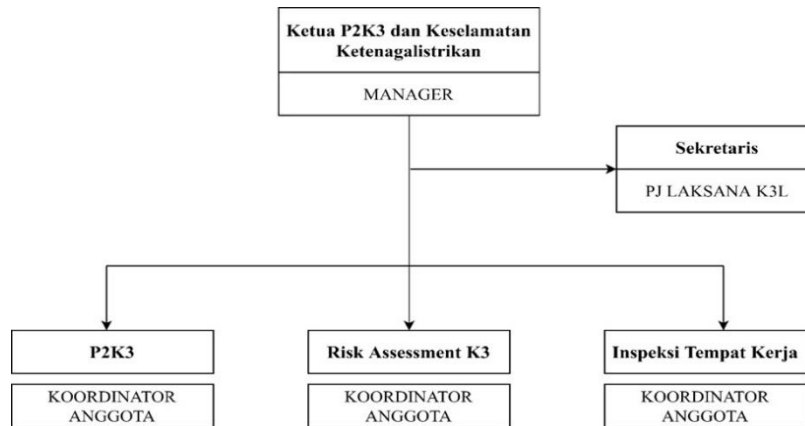 Ketua P2K3 dan Keselamatan
Ketenagalistrikan
MANAGER
Sekretaris
PJ LAKSANA K3L
P2K3
KOORDINATOR
ANGGOTA
Risk Assessment K3
KOORDINATOR
ANGGOTA
Inspeksi Tempat Kerja
KOORDINATOR
ANGGOTA